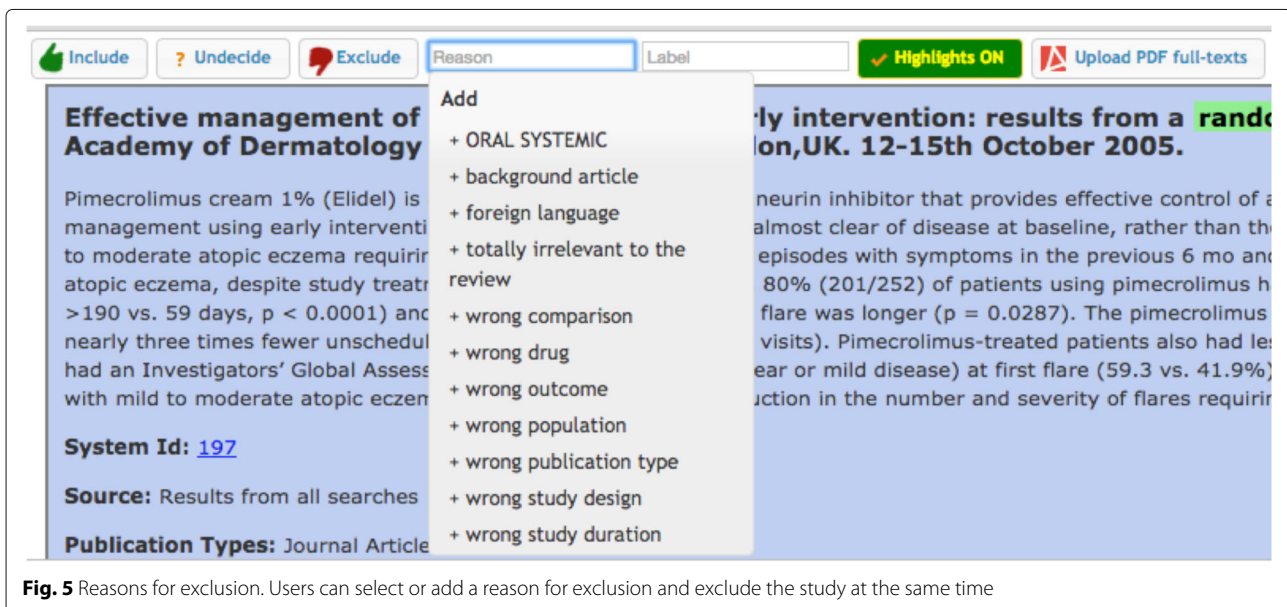 Include ? Undecide Exclude Reason Label Highlights ON Upload PDF full-texts
Add
+ ORAL SYSTEMIC
+ background article
+ foreign language
+ totally irrelevant to the
review
+ wrong comparison
+ wrong drug
+ wrong outcome
+ wrong population
+ wrong publication type
+ wrong study design
+ wrong study duration
Effective management of rly intervention: results from a rando
Academy of Dermatology lon,UK. 12-15th October 2005.
Pimecrolimus cream 1% (Elidel) is neurin inhibitor that provides effective control of a
management using early interventi almost clear of disease at baseline, rather than the
to moderate atopic eczema requirir episodes with symptoms in the previous 6 mo and
atopic eczema, despite study treatr 80% (201/252) of patients using pimecrolimus h
>190 vs. 59 days, p < 0.0001) and flare was longer (p = 0.0287). The pimecrolimus
nearly three times fewer unschedul visits). Pimecrolimus-treated patients also had les
had an Investigators' Global Assess ear or mild disease) at first flare (59.3 vs. 41.9%)
with mild to moderate atopic eczem uction in the number and severity of flares requirin
System Id: 197
Source: Results from all searches
Publication Types: Journal Article
Fig. 5 Reasons for exclusion. Users can select or add a reason for exclusion and exclude the study at the same time